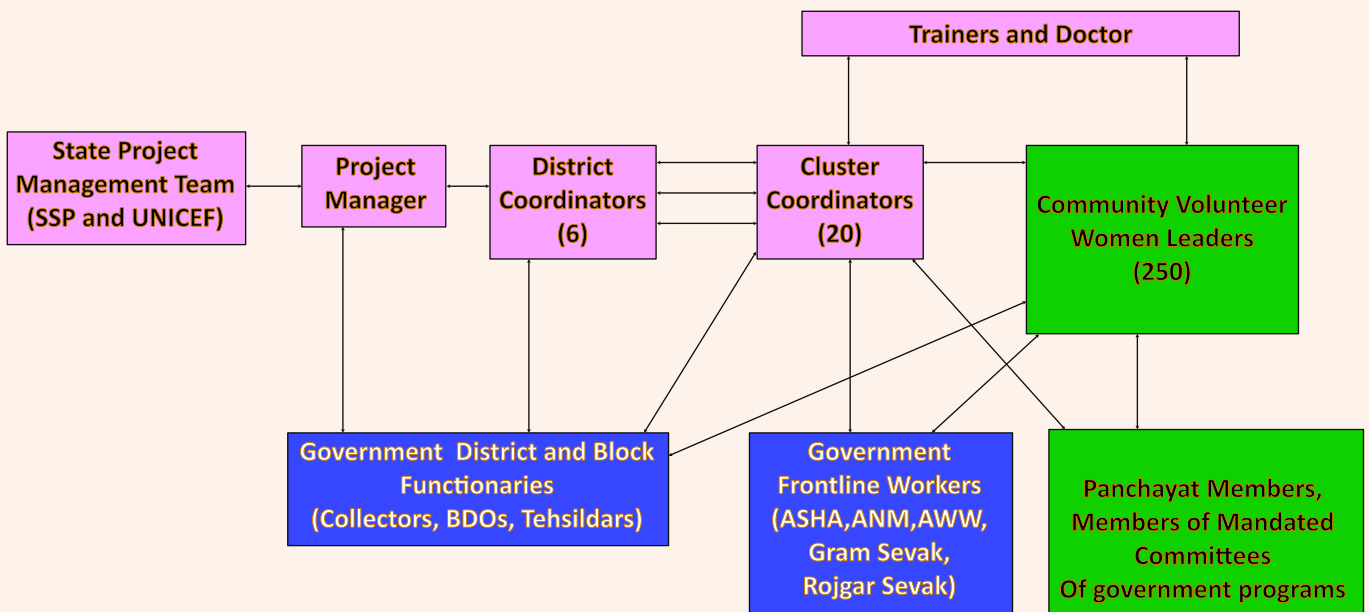 Trainers and Doctor
State Project
Management Team
(SSP and UNICEF)
Project
Manager
District
Coordinators
(6)
Cluster
Coordinators
(20)
Community Volunteer
Women Leaders
(250)
Government  District and Block
Functionaries
(Collectors, BDOs, Tehsildars)
Government
Frontline Workers
(ASHA,ANM,AWW,
Gram Sevak,
Rojgar Sevak)
Panchayat Members,
Members of Mandated
Committees
Of government programs